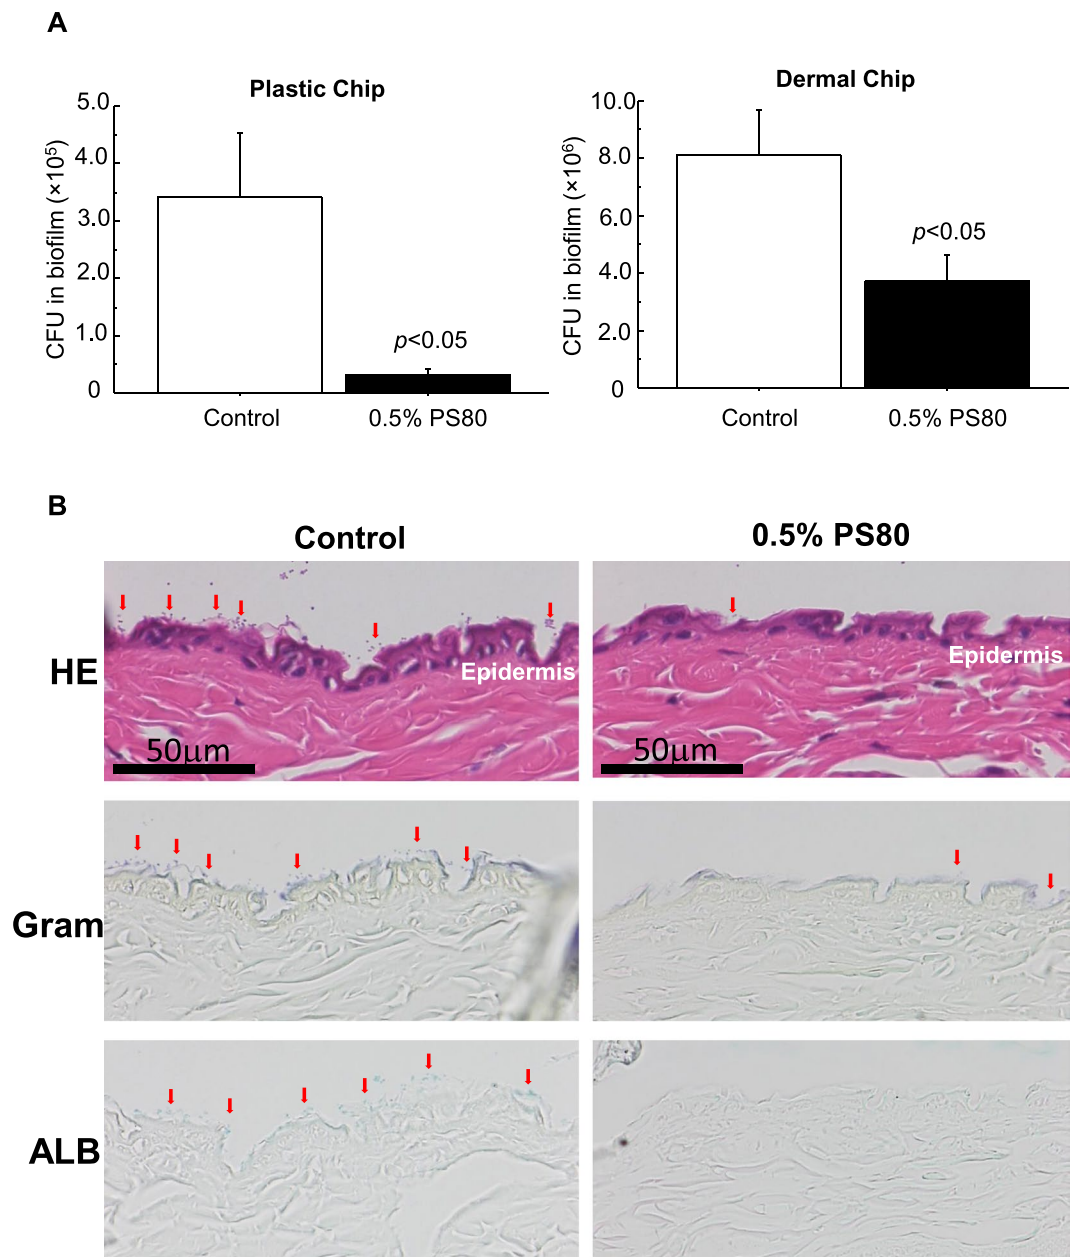 A
Plastic Chip
CFU in biofilm (×10⁵)
5.0
4.0
3.0
2.0
1.0
0
p<0.05
Control
0.5% PS80
Dermal Chip
CFU in biofilm (×10⁶)
10.0
8.0
6.0
4.0
2.0
0
p<0.05
Control
0.5% PS80
B
Control
0.5% PS80
HE
Epidermis
50μm
Epidermis
50μm
Gram
ALB